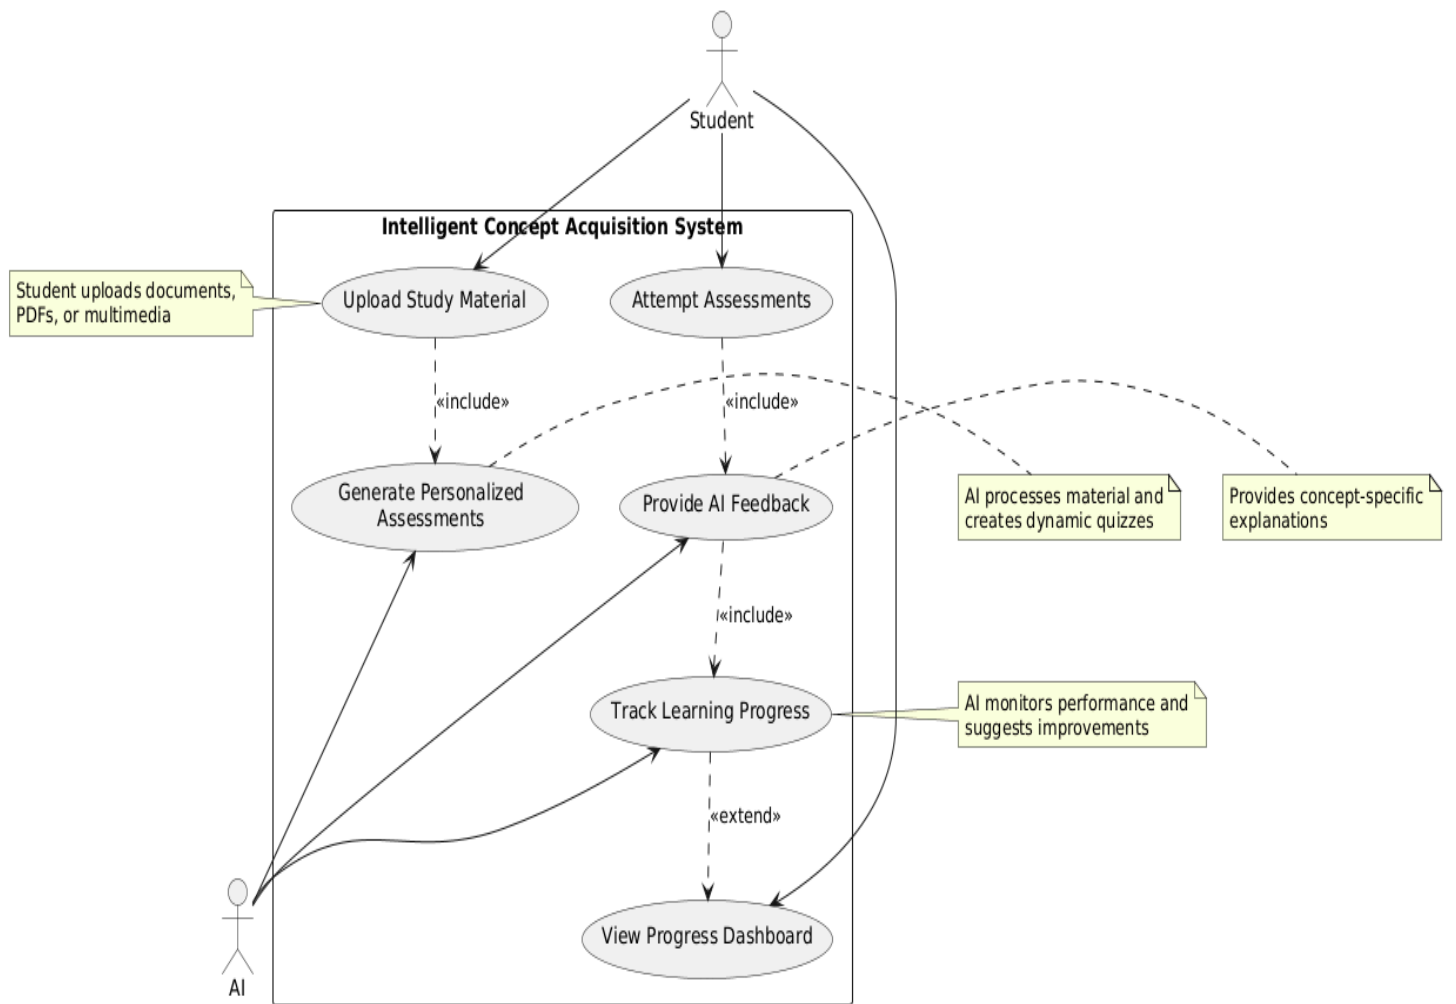 Student
Intelligent Concept Acquisition System
Student uploads documents,
PDFs, or multimedia
Upload Study Material
Attempt Assessments
«include»
«include»
Generate Personalized
Assessments
Provide AI Feedback
AI processes material and
creates dynamic quizzes
Provides concept-specific
explanations
«include»
Track Learning Progress
AI monitors performance and
suggests improvements
«extend»
View Progress Dashboard
AI